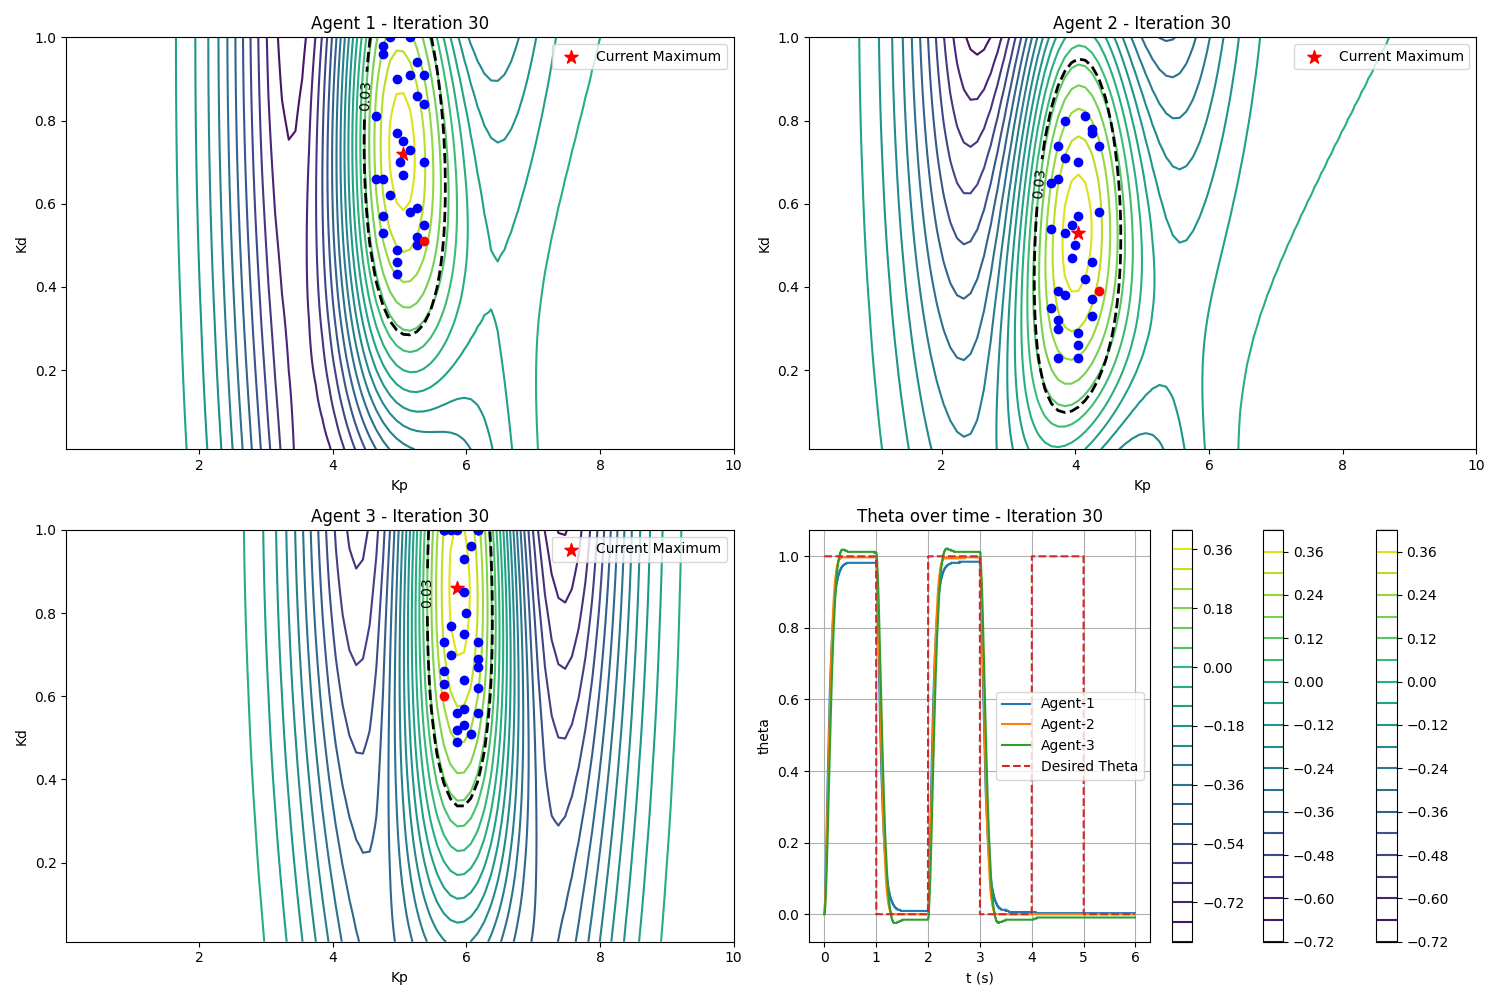 Agent 1 - Iteration 30
Current Maximum
0.03
Kd
1.0
0.8
0.6
0.4
0.2
2 4 6 8 10
Kp
Agent 2 - Iteration 30
Current Maximum
0.03
Kd
1.0
0.8
0.6
0.4
0.2
2 4 6 8 10
Kp
Agent 3 - Iteration 30
Current Maximum
0.03
Kd
1.0
0.8
0.6
0.4
0.2
2 4 6 8 10
Kp
Theta over time - Iteration 30
theta
1.0
0.8
0.6
0.4
0.2
0.0
Agent-1
Agent-2
Agent-3
Desired Theta
0 1 2 3 4 5 6
t (s)
0.36
0.18
0.00
−0.18
−0.36
−0.54
−0.72
0.36
0.24
0.12
0.00
−0.12
−0.24
−0.36
−0.48
−0.60
−0.72
0.36
0.24
0.12
0.00
−0.12
−0.24
−0.36
−0.48
−0.60
−0.72